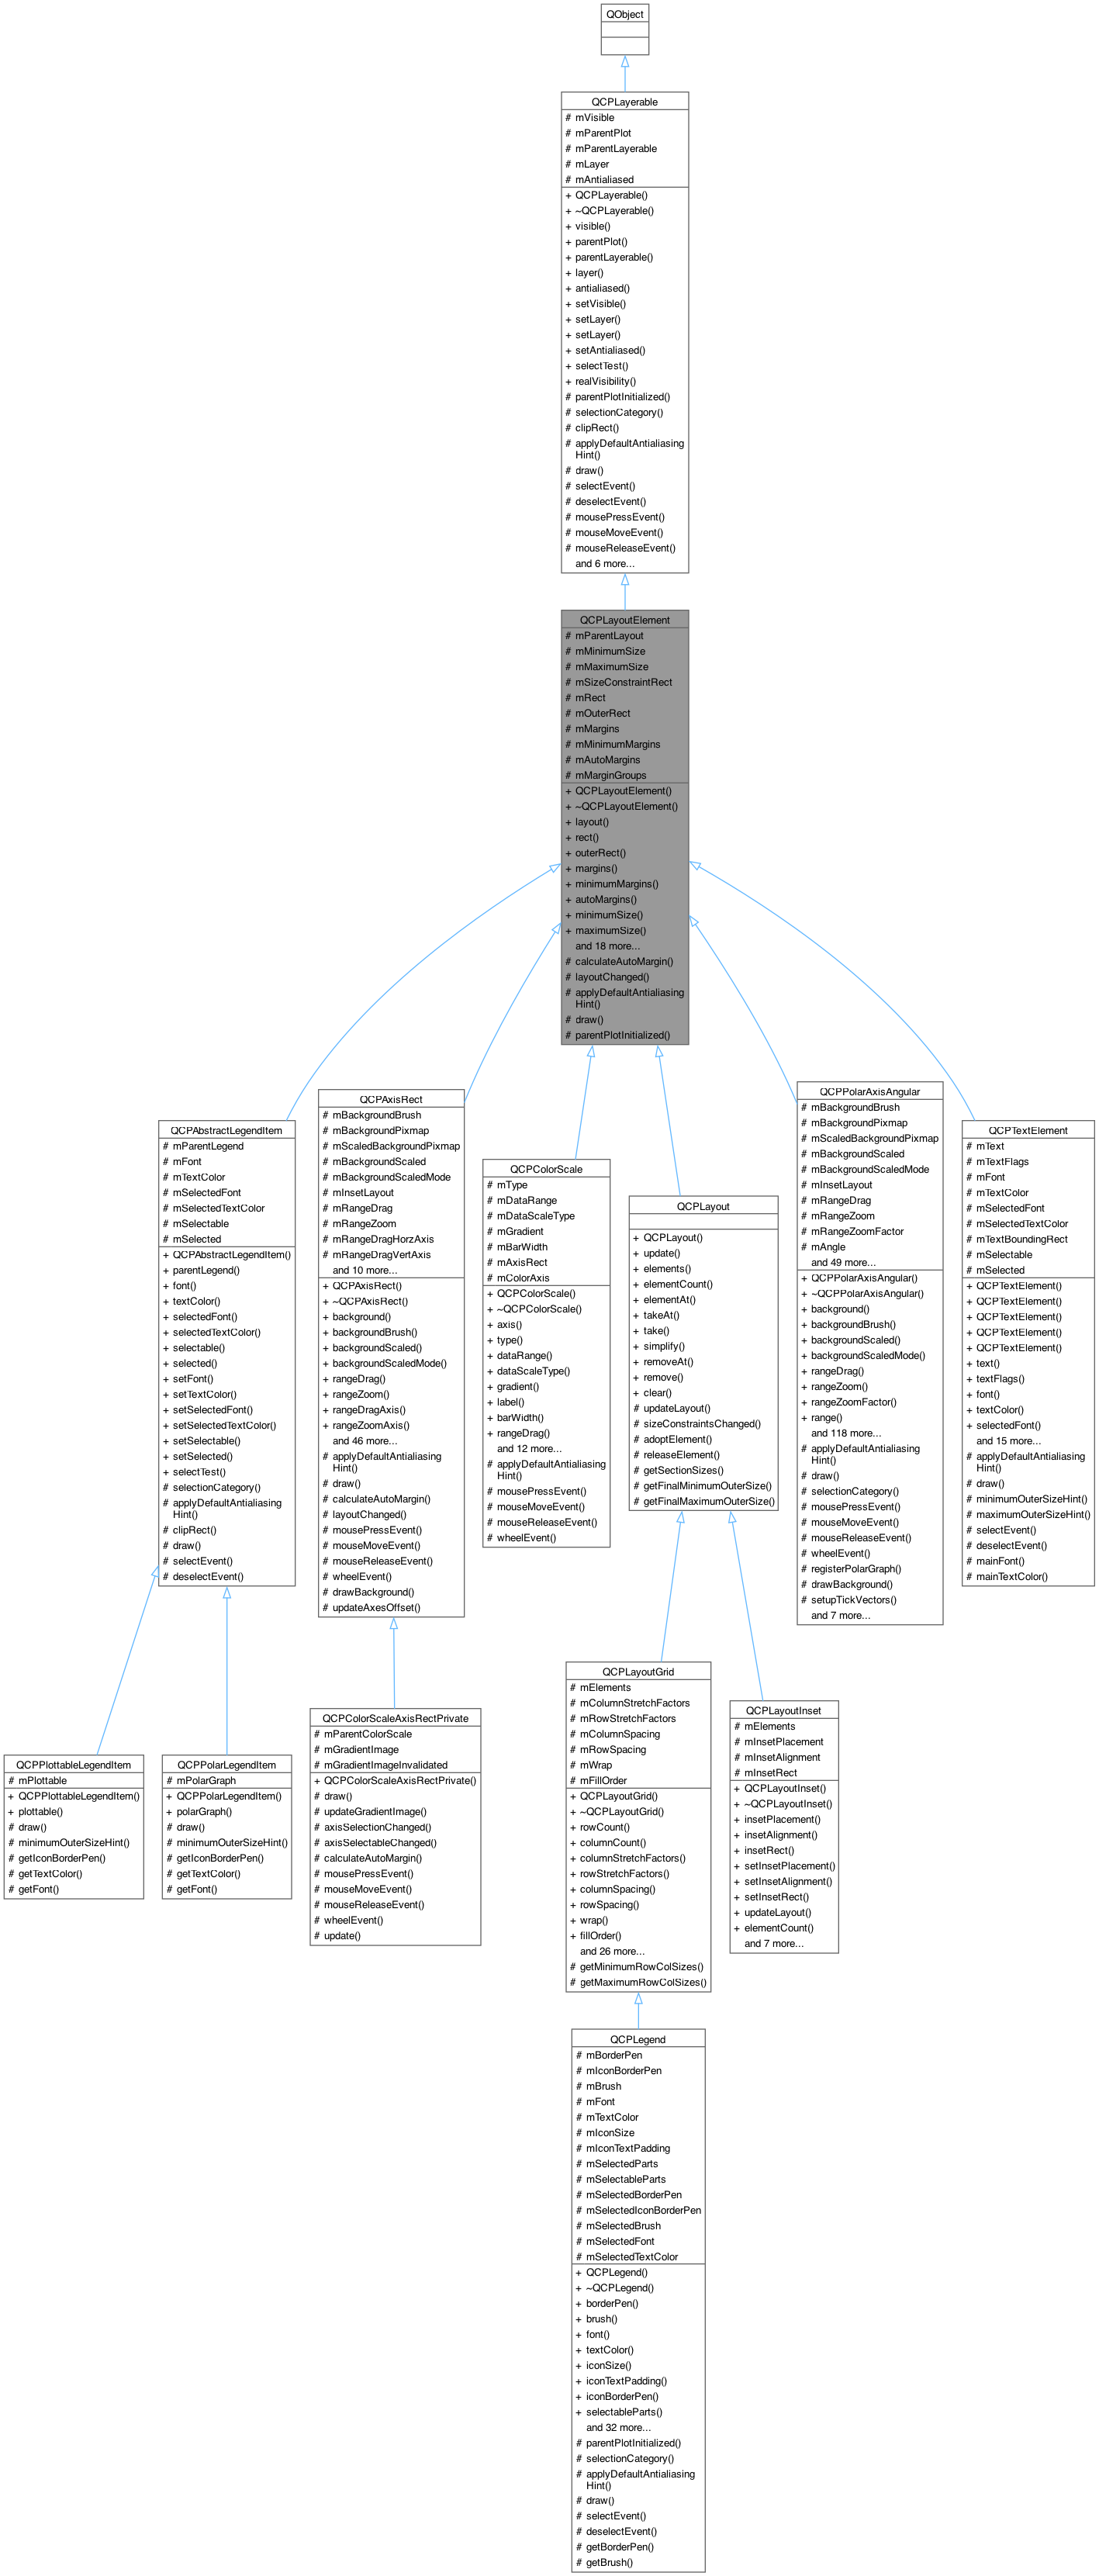 QObject
QCPLayerable
# mVisible
# mParentPlot
# mParentLayerable
# mLayer
# mAntialiased
+ QCPLayerable()
+ ~QCPLayerable()
+ visible()
+ parentPlot()
+ parentLayerable()
+ layer()
+ antialiased()
+ setVisible()
+ setLayer()
+ setLayer()
+ setAntialiased()
+ selectTest()
+ realVisibility()
# parentPlotInitialized()
# selectionCategory()
# clipRect()
# applyDefaultAntialiasing
Hint()
# draw()
# selectEvent()
# deselectEvent()
# mousePressEvent()
# mouseMoveEvent()
# mouseReleaseEvent()
and 6 more...
QCPLayoutElement
# mParentLayout
# mMinimumSize
# mMaximumSize
# mSizeConstraintRect
# mRect
# mOuterRect
# mMargins
# mMinimumMargins
# mAutoMargins
# mMarginGroups
+ QCPLayoutElement()
+ ~QCPLayoutElement()
+ layout()
+ rect()
+ outerRect()
+ margins()
+ minimumMargins()
+ autoMargins()
+ minimumSize()
+ maximumSize()
and 18 more...
# calculateAutoMargin()
# layoutChanged()
# applyDefaultAntialiasing
Hint()
# draw()
# parentPlotInitialized()
QCPAbstractLegendItem
# mParentLegend
# mFont
# mTextColor
# mSelectedFont
# mSelectedTextColor
# mSelectable
# mSelected
+ QCPAbstractLegendItem()
+ parentLegend()
+ font()
+ textColor()
+ selectedFont()
+ selectedTextColor()
+ selectable()
+ selected()
+ setFont()
+ setTextColor()
+ setSelectedFont()
+ setSelectedTextColor()
+ setSelectable()
+ setSelected()
+ selectTest()
# selectionCategory()
# applyDefaultAntialiasing
Hint()
# clipRect()
# draw()
# selectEvent()
# deselectEvent()
QCPAxisRect
# mBackgroundBrush
# mBackgroundPixmap
# mScaledBackgroundPixmap
# mBackgroundScaled
# mBackgroundScaledMode
# mInsetLayout
# mRangeDrag
# mRangeZoom
# mRangeDragHorzAxis
# mRangeDragVertAxis
and 10 more...
+ QCPAxisRect()
+ ~QCPAxisRect()
+ background()
+ backgroundBrush()
+ backgroundScaled()
+ backgroundScaledMode()
+ rangeDrag()
+ rangeZoom()
+ rangeDragAxis()
+ rangeZoomAxis()
and 46 more...
# applyDefaultAntialiasing
Hint()
# draw()
# calculateAutoMargin()
# layoutChanged()
# mousePressEvent()
# mouseMoveEvent()
# mouseReleaseEvent()
# wheelEvent()
# drawBackground()
# updateAxesOffset()
QCPColorScale
# mType
# mDataRange
# mDataScaleType
# mGradient
# mBarWidth
# mAxisRect
# mColorAxis
+ QCPColorScale()
+ ~QCPColorScale()
+ axis()
+ type()
+ dataRange()
+ dataScaleType()
+ gradient()
+ label()
+ barWidth()
+ rangeDrag()
and 12 more...
# applyDefaultAntialiasing
Hint()
# mousePressEvent()
# mouseMoveEvent()
# mouseReleaseEvent()
# wheelEvent()
QCPLayout
+ QCPLayout()
+ update()
+ elements()
+ elementCount()
+ elementAt()
+ takeAt()
+ take()
+ simplify()
+ removeAt()
+ remove()
+ clear()
# updateLayout()
# sizeConstraintsChanged()
# adoptElement()
# releaseElement()
# getSectionSizes()
# getFinalMinimumOuterSize()
# getFinalMaximumOuterSize()
QCPPolarAxisAngular
# mBackgroundBrush
# mBackgroundPixmap
# mScaledBackgroundPixmap
# mBackgroundScaled
# mBackgroundScaledMode
# mInsetLayout
# mRangeDrag
# mRangeZoom
# mRangeZoomFactor
# mAngle
and 49 more...
+ QCPPolarAxisAngular()
+ ~QCPPolarAxisAngular()
+ background()
+ backgroundBrush()
+ backgroundScaled()
+ backgroundScaledMode()
+ rangeDrag()
+ rangeZoom()
+ rangeZoomFactor()
+ range()
and 118 more...
# applyDefaultAntialiasing
Hint()
# draw()
# selectionCategory()
# mousePressEvent()
# mouseMoveEvent()
# mouseReleaseEvent()
# wheelEvent()
# registerPolarGraph()
# drawBackground()
# setupTickVectors()
and 7 more...
QCPTextElement
# mText
# mTextFlags
# mFont
# mTextColor
# mSelectedFont
# mSelectedTextColor
# mTextBoundingRect
# mSelectable
# mSelected
+ QCPTextElement()
+ QCPTextElement()
+ QCPTextElement()
+ QCPTextElement()
+ QCPTextElement()
+ text()
+ textFlags()
+ font()
+ textColor()
+ selectedFont()
and 15 more...
# applyDefaultAntialiasing
Hint()
# draw()
# minimumOuterSizeHint()
# maximumOuterSizeHint()
# selectEvent()
# deselectEvent()
# mainFont()
# mainTextColor()
QCPPlottableLegendItem
# mPlottable
+ QCPPlottableLegendItem()
+ plottable()
# draw()
# minimumOuterSizeHint()
# getIconBorderPen()
# getTextColor()
# getFont()
QCPPolarLegendItem
# mPolarGraph
+ QCPPolarLegendItem()
+ polarGraph()
# draw()
# minimumOuterSizeHint()
# getIconBorderPen()
# getTextColor()
# getFont()
QCPColorScaleAxisRectPrivate
# mParentColorScale
# mGradientImage
# mGradientImageInvalidated
+ QCPColorScaleAxisRectPrivate()
# draw()
# updateGradientImage()
# axisSelectionChanged()
# axisSelectableChanged()
# calculateAutoMargin()
# mousePressEvent()
# mouseMoveEvent()
# mouseReleaseEvent()
# wheelEvent()
# update()
QCPLayoutGrid
# mElements
# mColumnStretchFactors
# mRowStretchFactors
# mColumnSpacing
# mRowSpacing
# mWrap
# mFillOrder
+ QCPLayoutGrid()
+ ~QCPLayoutGrid()
+ rowCount()
+ columnCount()
+ columnStretchFactors()
+ rowStretchFactors()
+ columnSpacing()
+ rowSpacing()
+ wrap()
+ fillOrder()
and 26 more...
# getMinimumRowColSizes()
# getMaximumRowColSizes()
QCPLayoutInset
# mElements
# mInsetPlacement
# mInsetAlignment
# mInsetRect
+ QCPLayoutInset()
+ ~QCPLayoutInset()
+ insetPlacement()
+ insetAlignment()
+ insetRect()
+ setInsetPlacement()
+ setInsetAlignment()
+ setInsetRect()
+ updateLayout()
+ elementCount()
and 7 more...
QCPLegend
# mBorderPen
# mIconBorderPen
# mBrush
# mFont
# mTextColor
# mIconSize
# mIconTextPadding
# mSelectedParts
# mSelectableParts
# mSelectedBorderPen
# mSelectedIconBorderPen
# mSelectedBrush
# mSelectedFont
# mSelectedTextColor
+ QCPLegend()
+ ~QCPLegend()
+ borderPen()
+ brush()
+ font()
+ textColor()
+ iconSize()
+ iconTextPadding()
+ iconBorderPen()
+ selectableParts()
and 32 more...
# parentPlotInitialized()
# selectionCategory()
# applyDefaultAntialiasing
Hint()
# draw()
# selectEvent()
# deselectEvent()
# getBorderPen()
# getBrush()